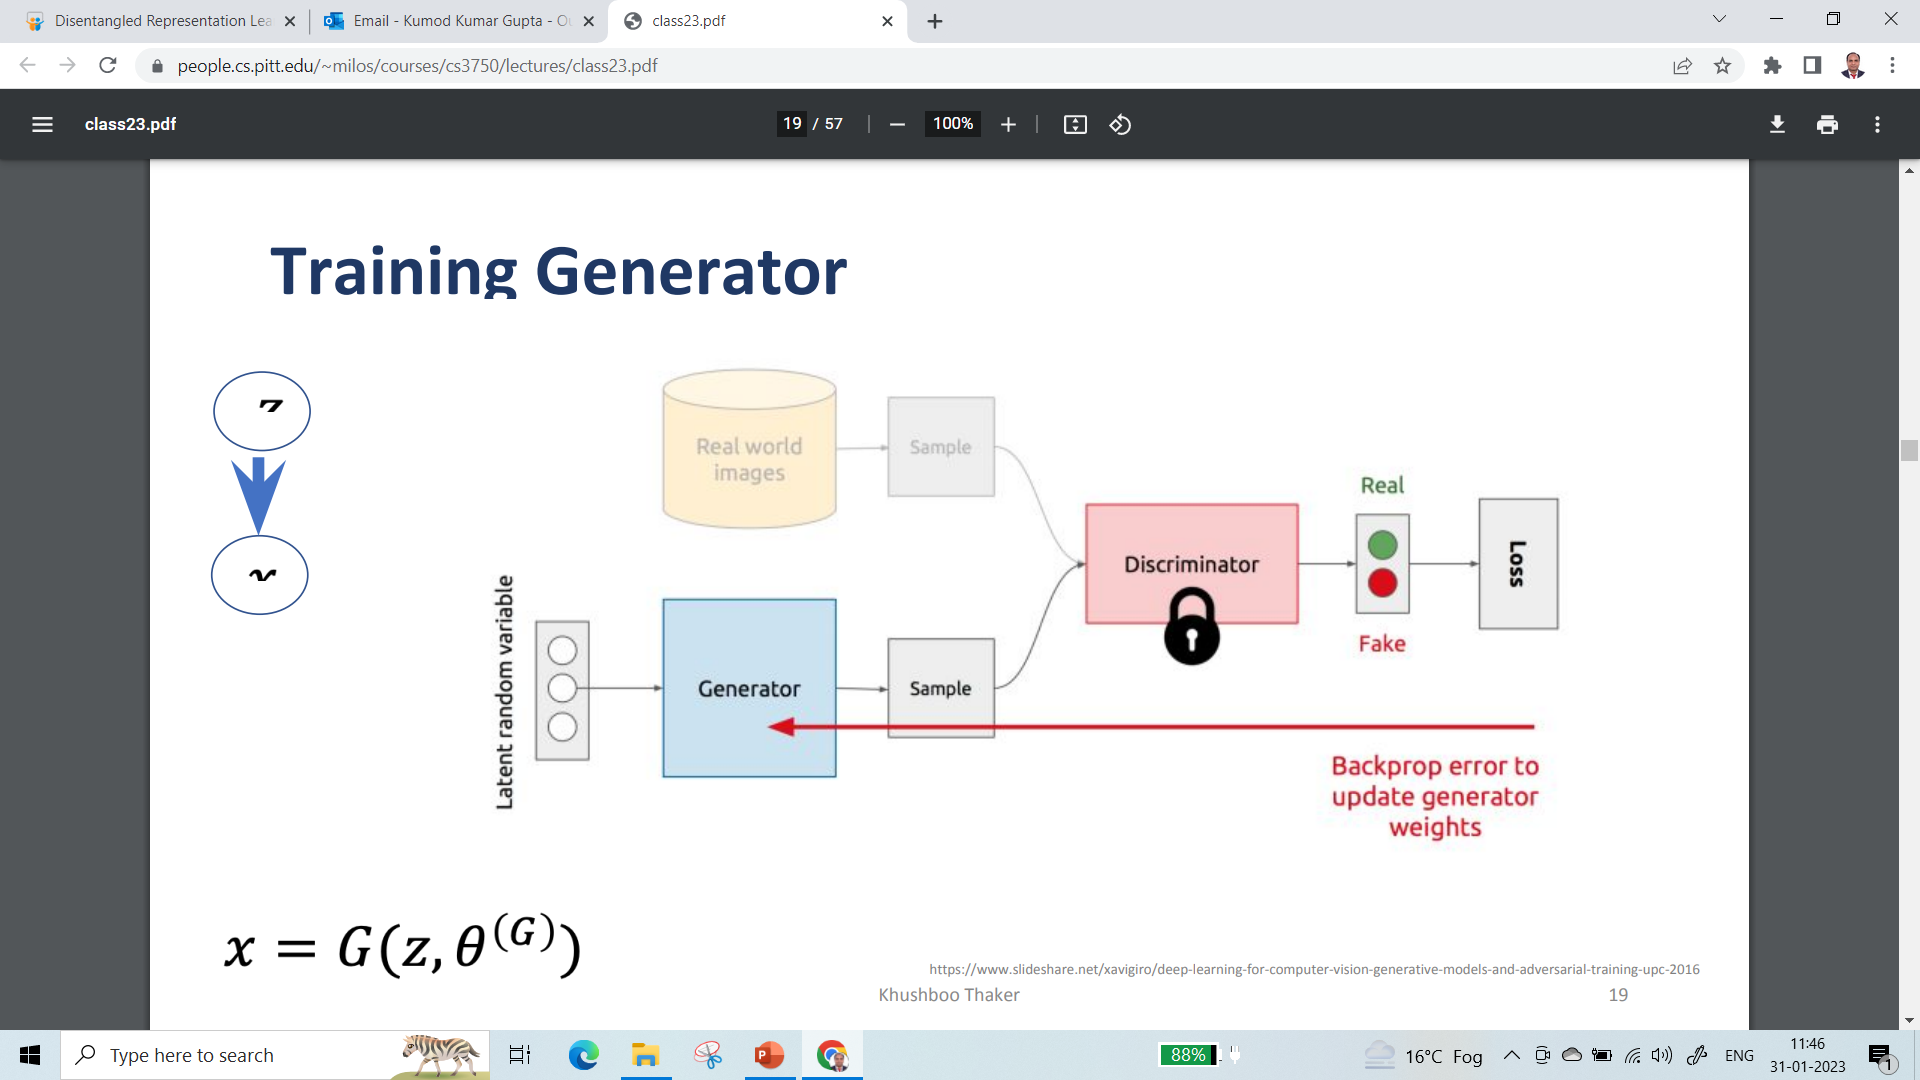 Disentangled Representation Lea
Email - Kumod Kumar Gupta - Ou
class23.pdf
people.cs.pitt.edu/~milos/courses/cs3750/lectures/class23.pdf
class23.pdf
19 / 57
100%
Training Generator
z
x
Real world
images
Sample
Latent random variable
Generator
Sample
Discriminator
Real
Fake
Loss
Backprop error to
update generator
weights
x = G(z, θ^(G))
https://www.slideshare.net/xavigiro/deep-learning-for-computer-vision-generative-models-and-adversarial-training-upc-2016
Khushboo Thaker
19
Type here to search
88%
16°C Fog
ENG
11:46
31-01-2023
1